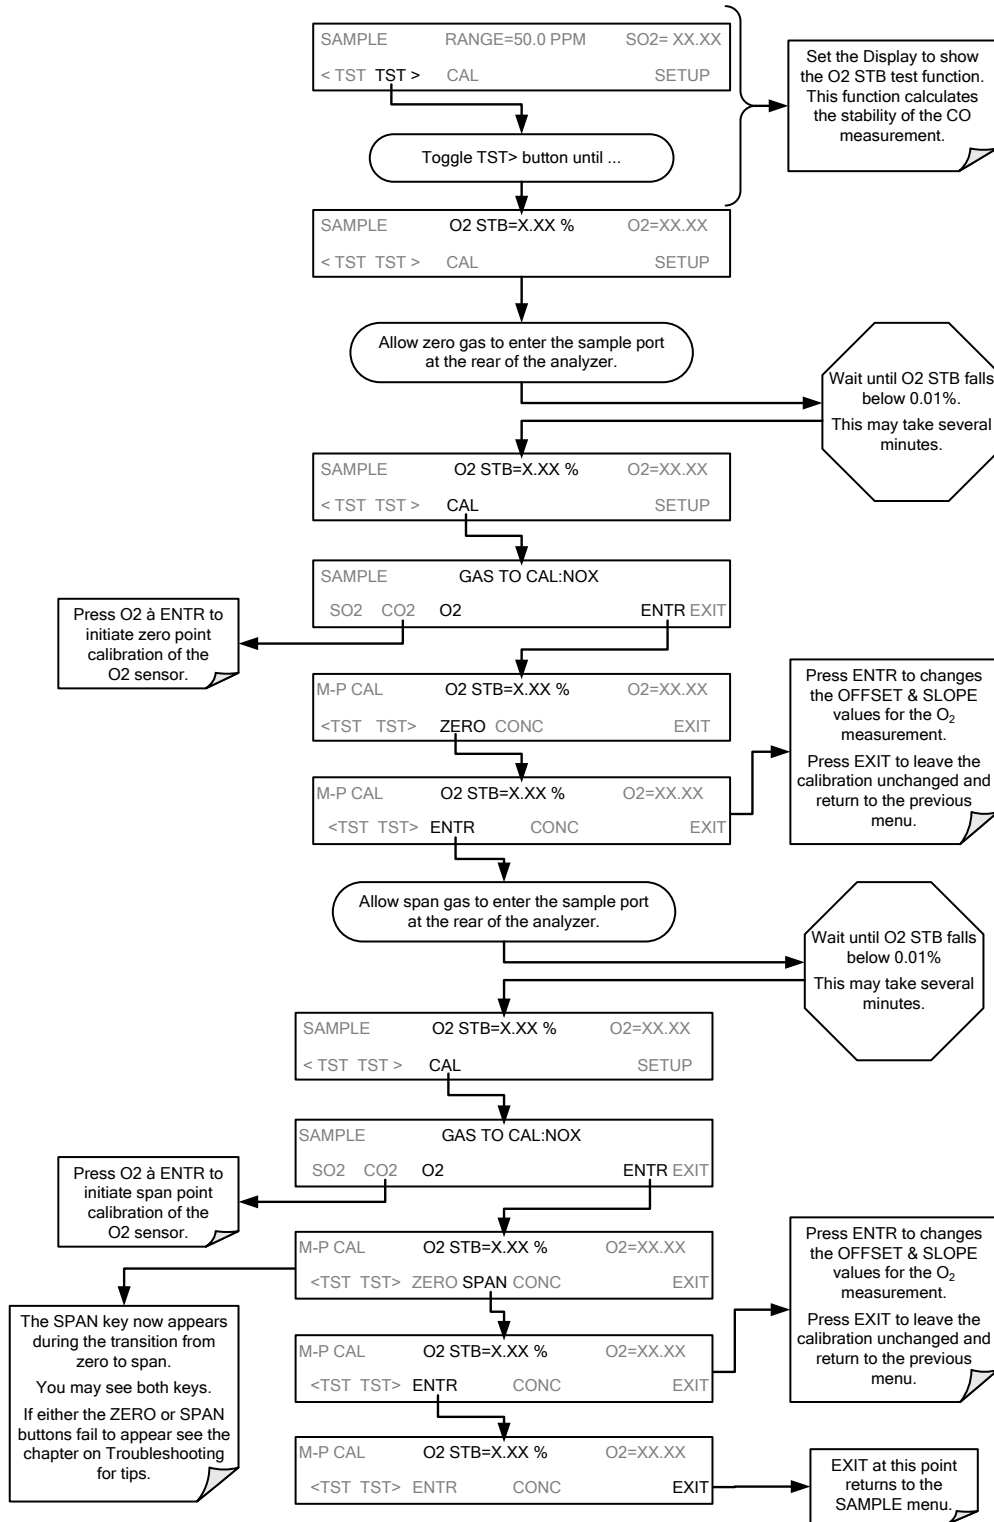 SAMPLE RANGE=50.0 PPM SO2= XX.XX
< TST TST > CAL SETUP
Set the Display to show
the O2 STB test function.
This function calculates
the stability of the CO
measurement.
Toggle TST> button until ...
SAMPLE O2 STB=X.XX % O2=XX.XX
< TST TST > CAL SETUP
Allow zero gas to enter the sample port
at the rear of the analyzer.
Wait until O2 STB falls
below 0.01%.
This may take several
minutes.
SAMPLE O2 STB=X.XX % O2=XX.XX
< TST TST > CAL SETUP
SAMPLE GAS TO CAL:NOX
SO2 CO2 O2 ENTR EXIT
Press O2 à ENTR to
initiate zero point
calibration of the
O2 sensor.
M-P CAL O2 STB=X.XX % O2=XX.XX
<TST TST> ZERO CONC EXIT
Press ENTR to changes
the OFFSET & SLOPE
values for the O2
measurement.
Press EXIT to leave the
calibration unchanged and
return to the previous
menu.
M-P CAL O2 STB=X.XX % O2=XX.XX
<TST TST> ENTR CONC EXIT
Allow span gas to enter the sample port
at the rear of the analyzer.
Wait until O2 STB falls
below 0.01%
This may take several
minutes.
SAMPLE O2 STB=X.XX % O2=XX.XX
< TST TST > CAL SETUP
SAMPLE GAS TO CAL:NOX
SO2 CO2 O2 ENTR EXIT
Press O2 à ENTR to
initiate span point
calibration of the
O2 sensor.
M-P CAL O2 STB=X.XX % O2=XX.XX
<TST TST> ZERO SPAN CONC EXIT
Press ENTR to changes
the OFFSET & SLOPE
values for the O2
measurement.
Press EXIT to leave the
calibration unchanged and
return to the previous
menu.
The SPAN key now appears
during the transition from
zero to span.
You may see both keys.
If either the ZERO or SPAN
buttons fail to appear see the
chapter on Troubleshooting
for tips.
M-P CAL O2 STB=X.XX % O2=XX.XX
<TST TST> ENTR CONC EXIT
M-P CAL O2 STB=X.XX % O2=XX.XX
<TST TST> ENTR CONC EXIT
EXIT at this point
returns to the
SAMPLE menu.